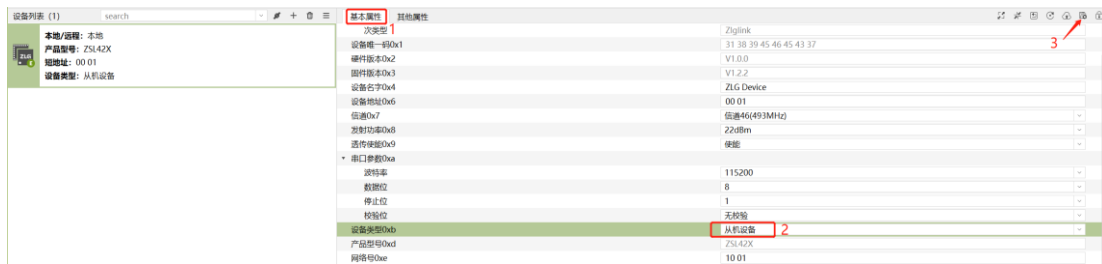 设备列表 (1) search
本地/远程: 本地
产品型号: ZSL42X
短地址: 00 01
设备类型: 从机设备
ZLG
基本属性 其他属性
1 3
次类型 ZIglink
设备唯一码0x1 31 38 39 45 46 45 43 37
硬件版本0x2 V1.0.0
固件版本0x3 V1.2.2
设备名字0x4 ZLG Device
设备地址0x6 00 01
信道0x7 信道46(493MHz)
发射功率0x8 22dBm
透传使能0x9 使能
串口参数0xa
波特率 115200
数据位 8
停止位 1
校验位 无校验
设备类型0xb 从机设备 2
产品型号0xd ZSL42X
网络号0xe 10 01